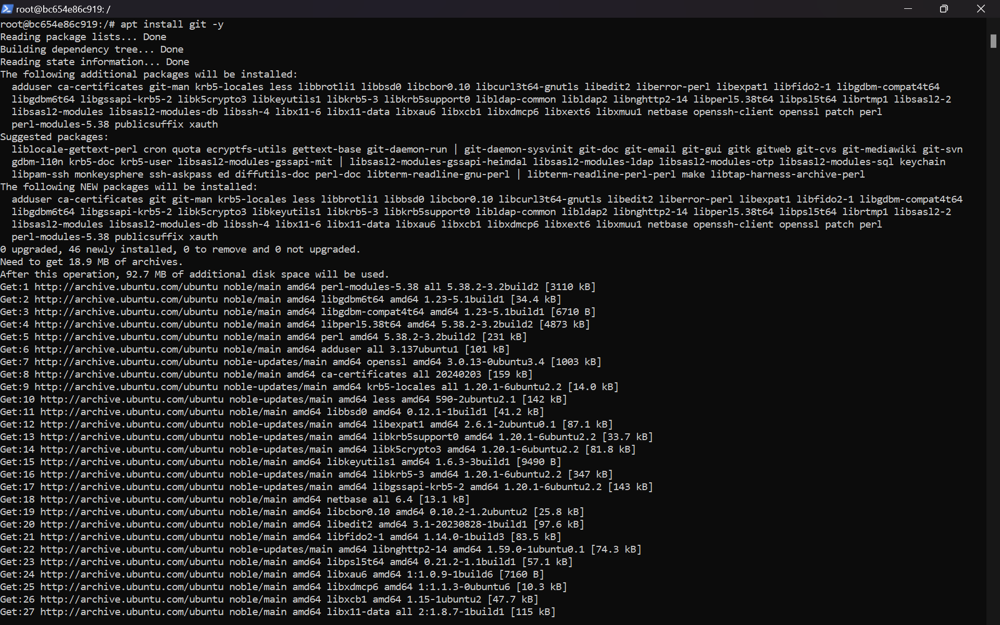 root@bc654e86c919: /
root@bc654e86c919:/# apt install git -y
Reading package lists... Done
Building dependency tree... Done
Reading state information... Done
The following additional packages will be installed:
  adduser ca-certificates git-man krb5-locales less libbrotli1 libbsd0 libcbor0.10 libcurl3t64-gnutls libedit2 liberror-perl libexpat1 libfido2-1 libgdbm-compat4t64
  libgdbm6t64 libgssapi-krb5-2 libk5crypto3 libkeyutils1 libkrb5-3 libkrb5support0 libldap-common libldap2 libnghttp2-14 libperl5.38t64 libpsl5t64 librtmp1 libsasl2-2
  libsasl2-modules libsasl2-modules-db libssh-4 libx11-6 libx11-data libxau6 libxcb1 libxdmcp6 libxext6 libxmuu1 netbase openssh-client openssl patch perl
  perl-modules-5.38 publicsuffix xauth
Suggested packages:
  liblocale-gettext-perl cron quota ecryptfs-utils gettext-base git-daemon-run | git-daemon-sysvinit git-doc git-email git-gui gitk gitweb git-cvs git-mediawiki git-svn
  gdbm-l10n krb5-doc krb5-user libsasl2-modules-gssapi-mit | libsasl2-modules-gssapi-heimdal libsasl2-modules-ldap libsasl2-modules-otp libsasl2-modules-sql keychain
  libpam-ssh monkeysphere ssh-askpass ed diffutils-doc perl-doc libterm-readline-gnu-perl | libterm-readline-perl-perl make libtap-harness-archive-perl
The following NEW packages will be installed:
  adduser ca-certificates git git-man krb5-locales less libbrotli1 libbsd0 libcbor0.10 libcurl3t64-gnutls libedit2 liberror-perl libexpat1 libfido2-1 libgdbm-compat4t64
  libgdbm6t64 libgssapi-krb5-2 libk5crypto3 libkeyutils1 libkrb5-3 libkrb5support0 libldap-common libldap2 libnghttp2-14 libperl5.38t64 libpsl5t64 librtmp1 libsasl2-2
  libsasl2-modules libsasl2-modules-db libssh-4 libx11-6 libx11-data libxau6 libxcb1 libxdmcp6 libxext6 libxmuu1 netbase openssh-client openssl patch perl
  perl-modules-5.38 publicsuffix xauth
0 upgraded, 46 newly installed, 0 to remove and 0 not upgraded.
Need to get 18.9 MB of archives.
After this operation, 92.7 MB of additional disk space will be used.
Get:1 http://archive.ubuntu.com/ubuntu noble/main amd64 perl-modules-5.38 all 5.38.2-3.2build2 [3110 kB]
Get:2 http://archive.ubuntu.com/ubuntu noble/main amd64 libgdbm6t64 amd64 1.23-5.1build1 [34.4 kB]
Get:3 http://archive.ubuntu.com/ubuntu noble/main amd64 libgdbm-compat4t64 amd64 1.23-5.1build1 [6710 B]
Get:4 http://archive.ubuntu.com/ubuntu noble/main amd64 libperl5.38t64 amd64 5.38.2-3.2build2 [4873 kB]
Get:5 http://archive.ubuntu.com/ubuntu noble/main amd64 perl amd64 5.38.2-3.2build2 [231 kB]
Get:6 http://archive.ubuntu.com/ubuntu noble/main amd64 adduser all 3.137ubuntu1 [101 kB]
Get:7 http://archive.ubuntu.com/ubuntu noble-updates/main amd64 openssl amd64 3.0.13-0ubuntu3.4 [1003 kB]
Get:8 http://archive.ubuntu.com/ubuntu noble/main amd64 ca-certificates all 20240203 [159 kB]
Get:9 http://archive.ubuntu.com/ubuntu noble-updates/main amd64 krb5-locales all 1.20.1-6ubuntu2.2 [14.0 kB]
Get:10 http://archive.ubuntu.com/ubuntu noble-updates/main amd64 less amd64 590-2ubuntu2.1 [142 kB]
Get:11 http://archive.ubuntu.com/ubuntu noble/main amd64 libbsd0 amd64 0.12.1-1build1 [41.2 kB]
Get:12 http://archive.ubuntu.com/ubuntu noble-updates/main amd64 libexpat1 amd64 2.6.1-2ubuntu0.1 [87.1 kB]
Get:13 http://archive.ubuntu.com/ubuntu noble-updates/main amd64 libkrb5support0 amd64 1.20.1-6ubuntu2.2 [33.7 kB]
Get:14 http://archive.ubuntu.com/ubuntu noble-updates/main amd64 libk5crypto3 amd64 1.20.1-6ubuntu2.2 [81.8 kB]
Get:15 http://archive.ubuntu.com/ubuntu noble/main amd64 libkeyutils1 amd64 1.6.3-3build1 [9490 B]
Get:16 http://archive.ubuntu.com/ubuntu noble-updates/main amd64 libkrb5-3 amd64 1.20.1-6ubuntu2.2 [347 kB]
Get:17 http://archive.ubuntu.com/ubuntu noble-updates/main amd64 libgssapi-krb5-2 amd64 1.20.1-6ubuntu2.2 [143 kB]
Get:18 http://archive.ubuntu.com/ubuntu noble/main amd64 netbase all 6.4 [13.1 kB]
Get:19 http://archive.ubuntu.com/ubuntu noble/main amd64 libcbor0.10 amd64 0.10.2-1.2ubuntu2 [25.8 kB]
Get:20 http://archive.ubuntu.com/ubuntu noble/main amd64 libedit2 amd64 3.1-20230828-1build1 [97.6 kB]
Get:21 http://archive.ubuntu.com/ubuntu noble/main amd64 libfido2-1 amd64 1.14.0-1build3 [83.5 kB]
Get:22 http://archive.ubuntu.com/ubuntu noble-updates/main amd64 libnghttp2-14 amd64 1.59.0-1ubuntu0.1 [74.3 kB]
Get:23 http://archive.ubuntu.com/ubuntu noble/main amd64 libpsl5t64 amd64 0.21.2-1.1build1 [57.1 kB]
Get:24 http://archive.ubuntu.com/ubuntu noble/main amd64 libxau6 amd64 1:1.0.9-1build6 [7160 B]
Get:25 http://archive.ubuntu.com/ubuntu noble/main amd64 libxdmcp6 amd64 1:1.1.3-0ubuntu6 [10.3 kB]
Get:26 http://archive.ubuntu.com/ubuntu noble/main amd64 libxcb1 amd64 1.15-1ubuntu2 [47.7 kB]
Get:27 http://archive.ubuntu.com/ubuntu noble/main amd64 libx11-data all 2:1.8.7-1build1 [115 kB]